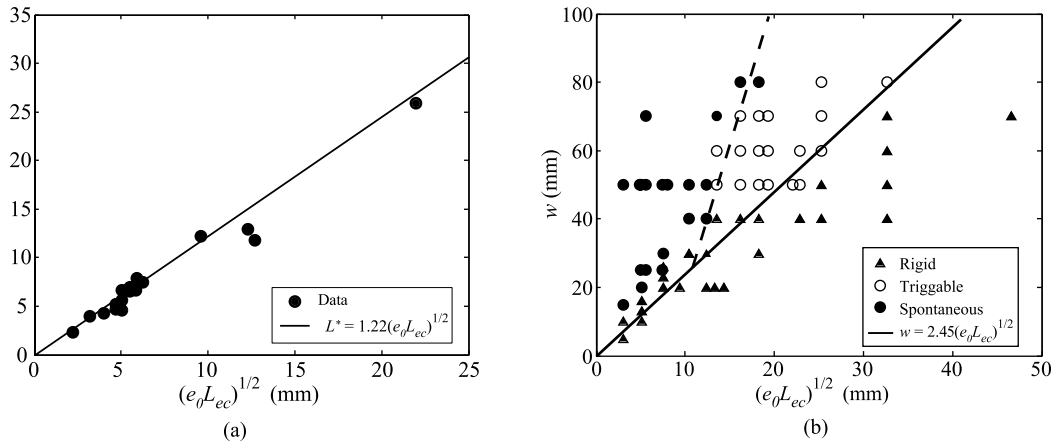 (a)
35
30
25
20
15
10
5
0
0 5 10 15 20 25
Data
L* = 1.22(e₀Lₑc)^1/2
(e₀Lₑc)^1/2 (mm)
(a)
100
80
60
40
20
0
w (mm)
0 10 20 30 40 50
Rigid
Triggable
Spontaneous
w = 2.45(e₀Lₑc)^1/2
(e₀Lₑc)^1/2 (mm)
(b)